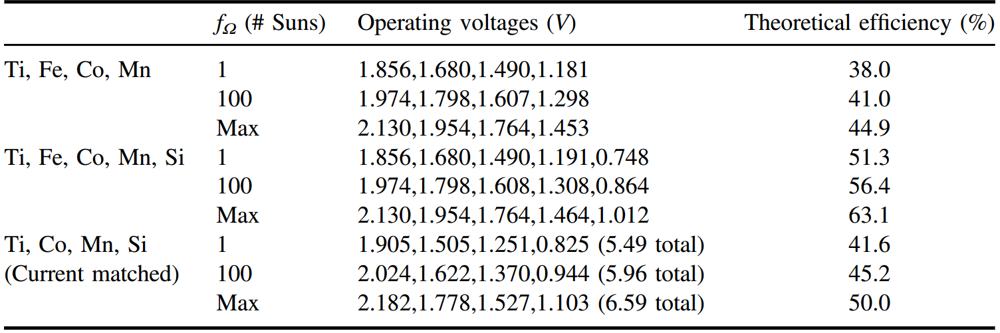 f_Ω (# Suns) Operating voltages (V) Theoretical efficiency (%)
Ti, Fe, Co, Mn 1 1.856,1.680,1.490,1.181 38.0
100 1.974,1.798,1.607,1.298 41.0
Max 2.130,1.954,1.764,1.453 44.9
Ti, Fe, Co, Mn, Si 1 1.856,1.680,1.490,1.191,0.748 51.3
100 1.974,1.798,1.608,1.308,0.864 56.4
Max 2.130,1.954,1.764,1.464,1.012 63.1
Ti, Co, Mn, Si 1 1.905,1.505,1.251,0.825 (5.49 total) 41.6
(Current matched) 100 2.024,1.622,1.370,0.944 (5.96 total) 45.2
Max 2.182,1.778,1.527,1.103 (6.59 total) 50.0